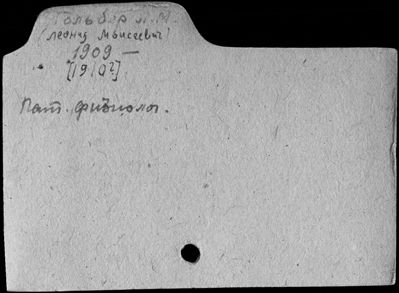 Гольбер Л.М.
(Леонид Моисеевич)
1909 —
[1910?]
Пат. физиолог.